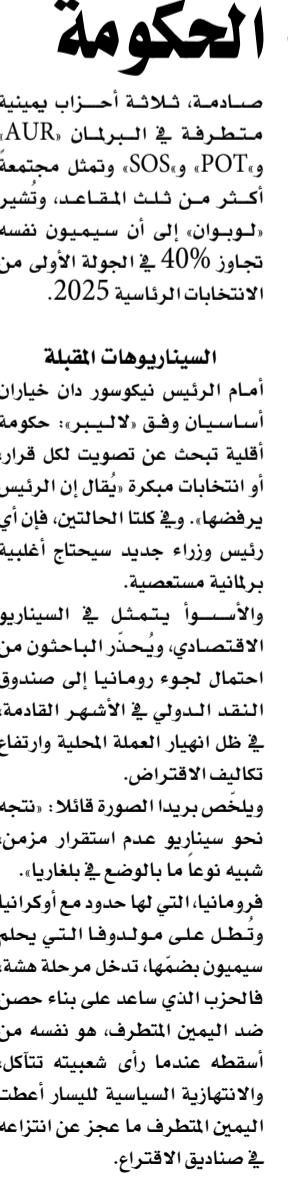 الحكومة
صادمة، ثلاثة أحزاب يمينية
متطرفة في البرلمان «AUR»
و«POT» و«SOS» وتمثل مجتمعةً
أكثر من ثلث المقاعد، وتُشير
«لوبوان» إلى أن سيميون نفسه
تجاوز 40% في الجولة الأولى من
الانتخابات الرئاسية 2025.
السيناريوهات المقبلة
أمام الرئيس نيكوسور دان خياران
أساسيان وفق «لاليبر»: حكومة
أقلية تبحث عن تصويت لكل قرار،
أو انتخابات مبكرة «يُقال إن الرئيس
يرفضها». وفي كلتا الحالتين، فإن أي
رئيس وزراء جديد سيحتاج أغلبية
برلمانية مستعصية.
والأسوأ يتمثل في السيناريو
الاقتصادي، ويُحذّر الباحثون من
احتمال لجوء رومانيا إلى صندوق
النقد الدولي في الأشهر القادمة،
في ظل انهيار العملة المحلية وارتفاع
تكاليف الاقتراض.
ويلخّص بريدا الصورة قائلا: «نتجه
نحو سيناريو عدم استقرار مزمن،
شبيه نوعاً ما بالوضع في بلغاريا».
فرومانيا، التي لها حدود مع أوكرانيا
وتُطل على مولدوفا التي يحلم
سيميون بضمّها، تدخل مرحلة هشة،
فالحزب الذي ساعد على بناء حصن
ضد اليمين المتطرف، هو نفسه من
أسقطه عندما رأى شعبيته تتآكل،
والانتهازية السياسية لليسار أعطت
اليمين المتطرف ما عجز عن انتزاعه
في صناديق الاقتراع.